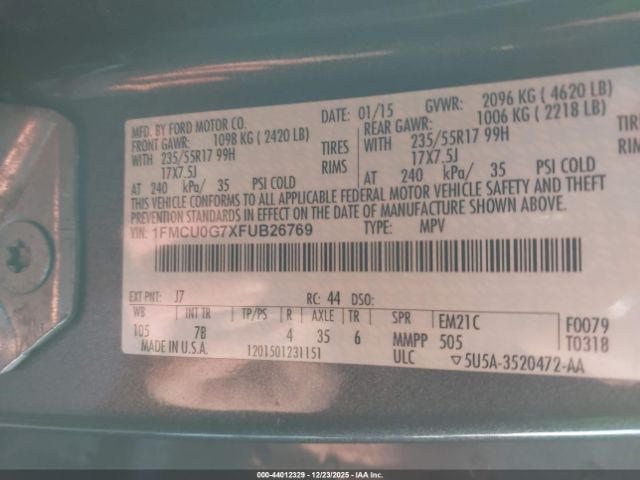 MFD. BY FORD MOTOR CO.
DATE: 01/15 GVWR: 2096 KG ( 4620 LB)
FRONT GAWR: 1098 KG ( 2420 LB) REAR GAWR: 1006 KG ( 2218 LB)
WITH 235/55R17 99H TIRES WITH 235/55R17 99H TIRES
17X7.5J RIMS 17X7.5J RIMS
AT 240 kPa/ 35 PSI COLD AT 240 kPa/ 35 PSI COLD
THIS VEHICLE CONFORMS TO ALL APPLICABLE FEDERAL MOTOR VEHICLE SAFETY AND THEFT
PREVENTION STANDARDS IN EFFECT ON THE DATE OF MANUFACTURE SHOWN ABOVE.
VIN: 1FMCU0G7XFUB26769 TYPE: MPV
EXT PNT: J7 RC: 44 DSO:
WB INT TR TP/PS R AXLE TR SPR EM21C F0079
105 7B 4 35 6 MMPP 505 T0318
MADE IN U.S.A. 1201501231151 ULC ▽5U5A-3520472-AA
000-44012329 - 12/23/2025 - IAA Inc.